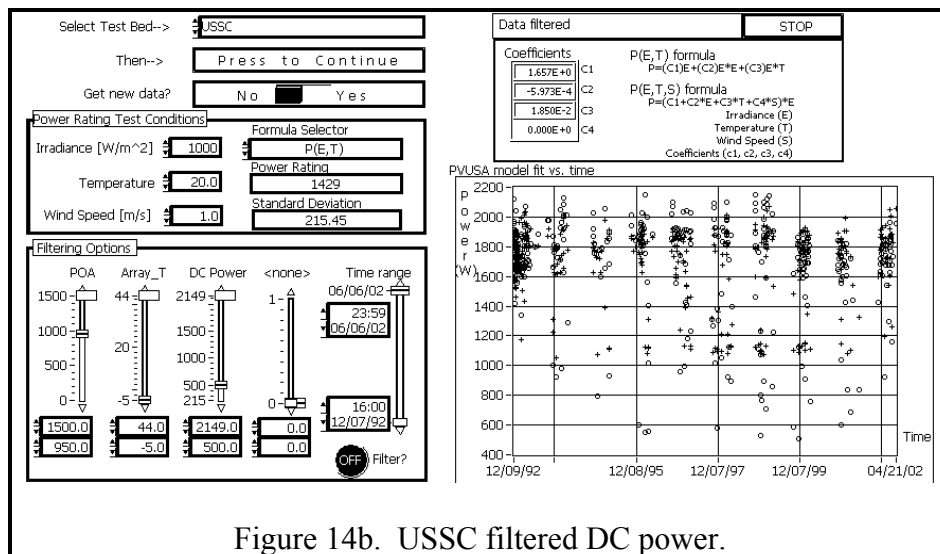 Select Test Bed--> USSC
Then--> Press to Continue
Get new data? No Yes
Power Rating Test Conditions
Irradiance [W/m^2] 1000
Temperature 20.0
Wind Speed [m/s] 1.0
Formula Selector
P(E,T)
Power Rating
1429
Standard Deviation
215.45
Filtering Options
POA Array_T DC Power <none> Time range
1500 44 2149 1 06/06/02
23:59
06/06/02
1500
1000 20 1000
500 500
0 -5 215 0
16:00
12/07/92
1500.0 44.0 2149.0 0.0
950.0 -5.0 500.0 0.0
OFF Filter?
Data filtered STOP
Coefficients
1.657E+0 C1
-5.973E-4 C2
1.850E-2 C3
0.000E+0 C4
P(E,T) formula
P=(C1)E+(C2)E*E+(C3)E*T
P(E,T,S) formula
P=(C1+C2*E+C3*T+C4*S)*E
Irradiance (E)
Temperature (T)
Wind Speed (S)
Coefficients (c1, c2, c3, c4)
PVUSA model fit vs. time
Power (W)
2200
2000
1800
1600
1400
1200
1000
800
600
400
Time
12/09/92 12/08/95 12/07/97 12/07/99 04/21/02
Figure 14b. USSC filtered DC power.